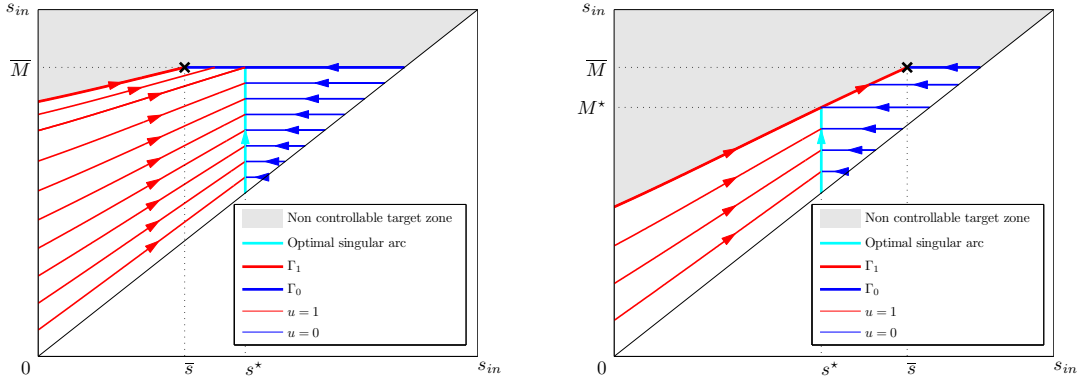 s_{in}
\overline{M}
0
\overline{s}
s^⋆
s_{in}
Non controllable target zone
Optimal singular arc
Γ_1
Γ_0
u = 1
u = 0
s_{in}
\overline{M}
M^⋆
0
s^⋆
\overline{s}
s_{in}
Non controllable target zone
Optimal singular arc
Γ_1
Γ_0
u = 1
u = 0